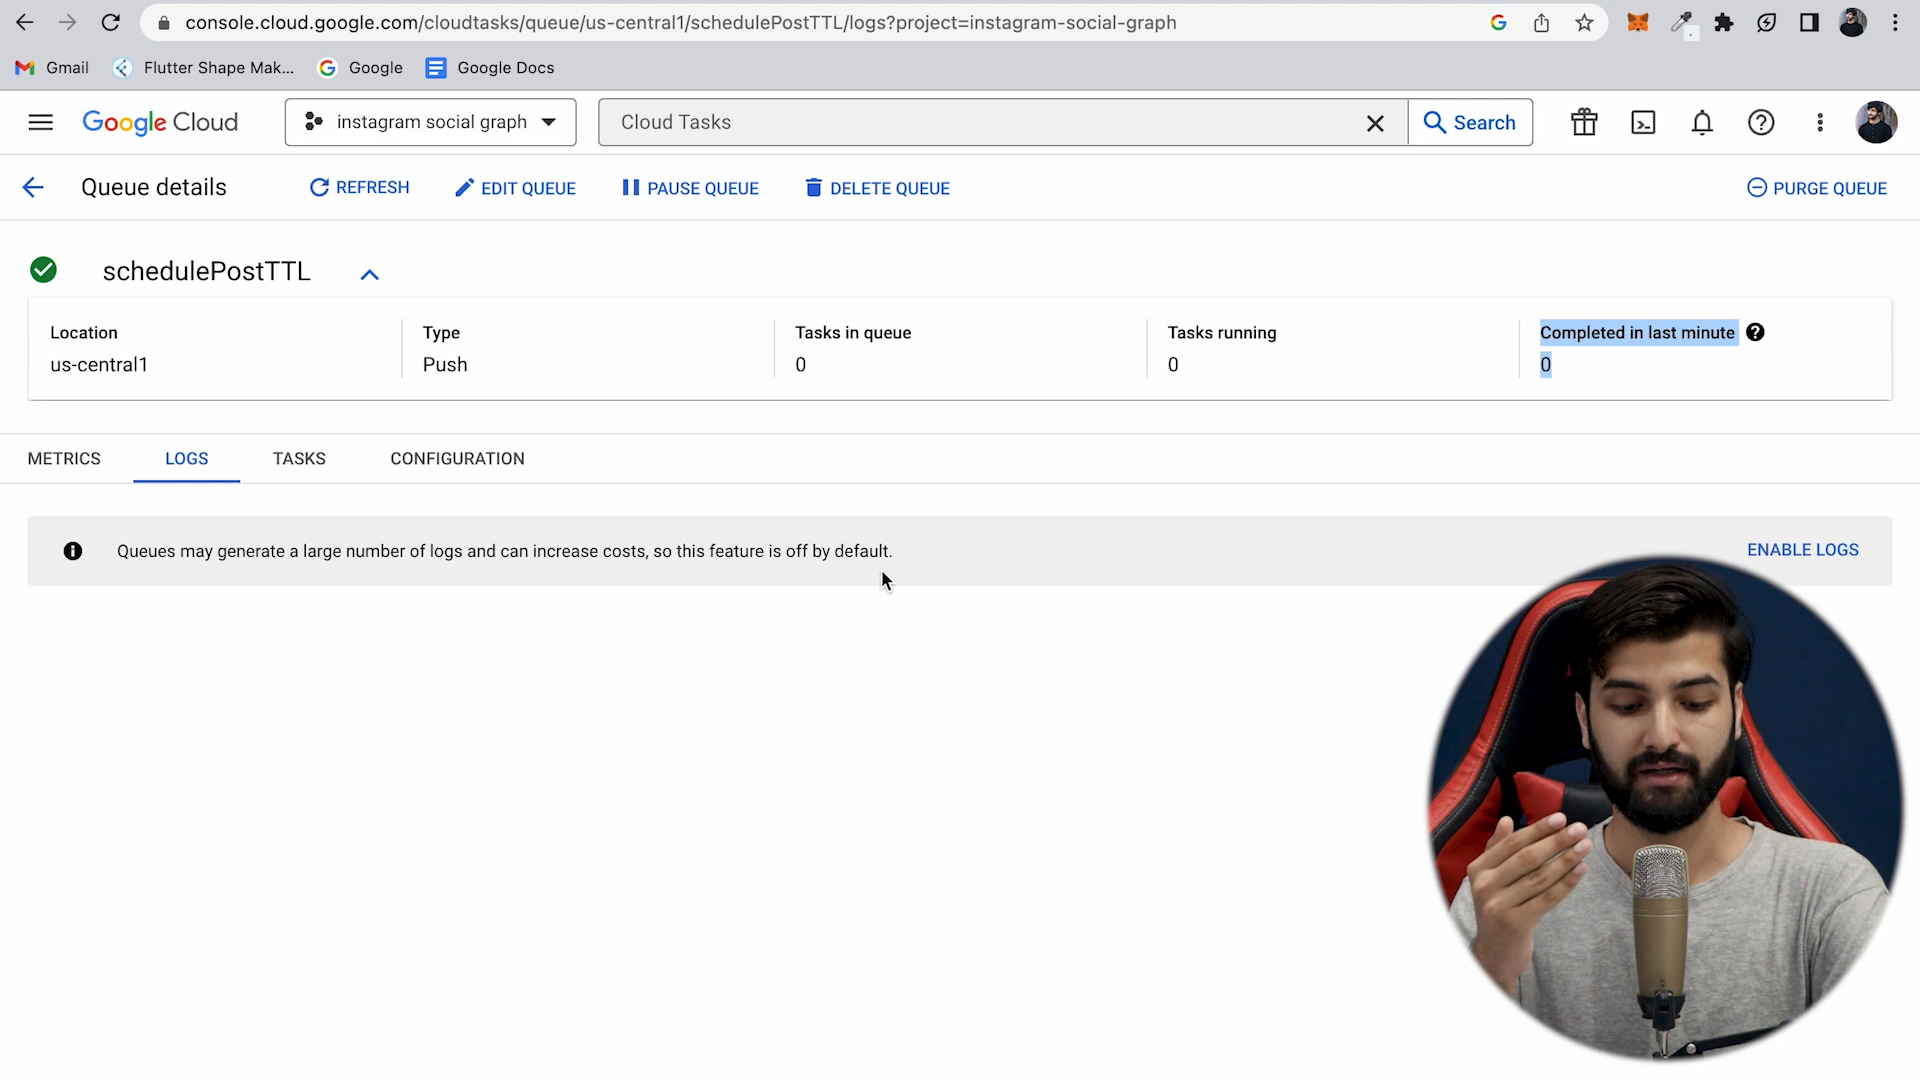 console.cloud.google.com/cloudtasks/queue/us-central1/schedulePostTTL/logs?project=instagram-social-graph
Gmail
Flutter Shape Mak...
Google
Google Docs
Google Cloud
instagram social graph
Cloud Tasks
Search
Queue details
REFRESH
EDIT QUEUE
PAUSE QUEUE
DELETE QUEUE
PURGE QUEUE
schedulePostTTL
Location
us-central1
Type
Push
Tasks in queue
0
Tasks running
0
Completed in last minute
0
METRICS
LOGS
TASKS
CONFIGURATION
Queues may generate a large number of logs and can increase costs, so this feature is off by default.
ENABLE LOGS